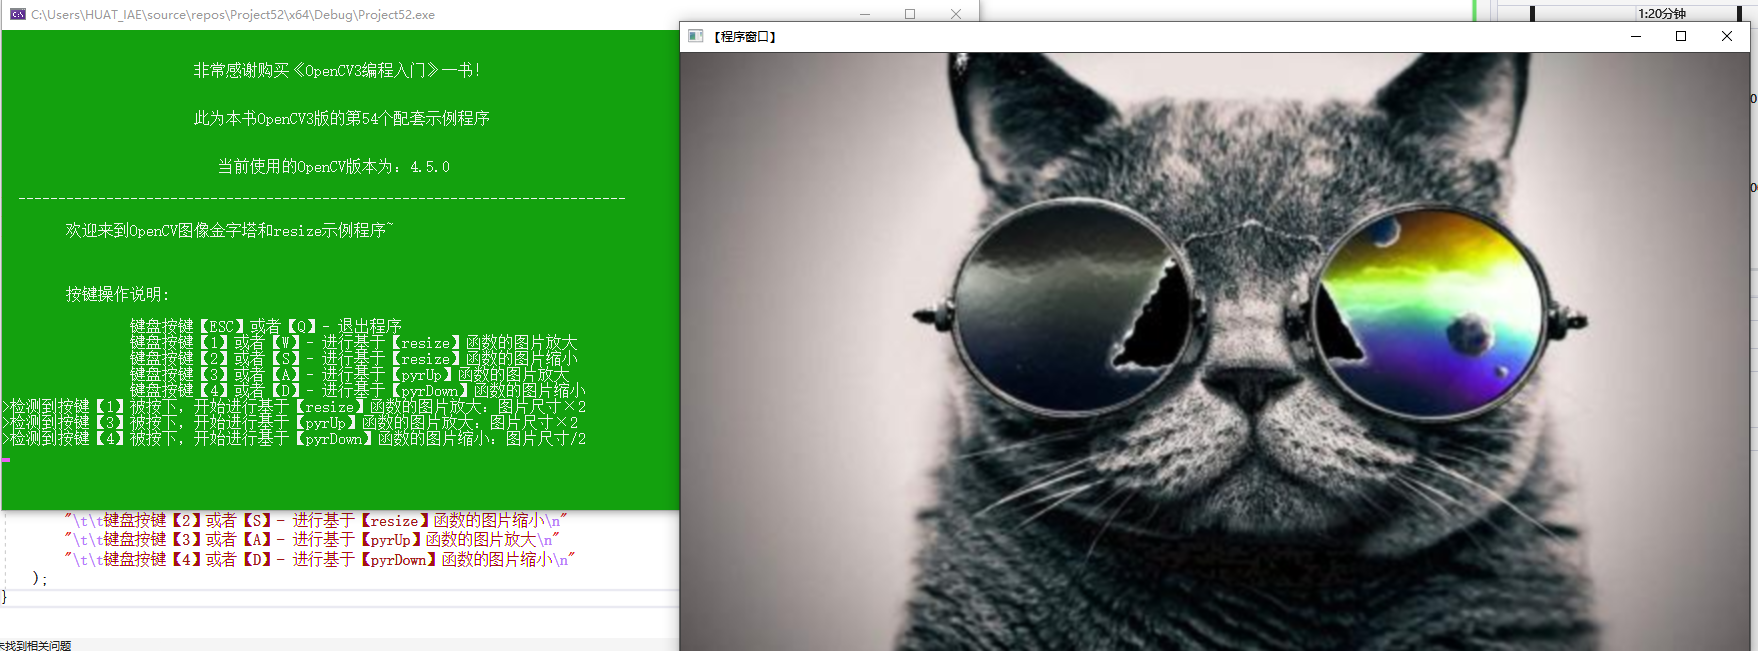 C:\Users\HUAT_IAE\source\repos\Project52\x64\Debug\Project52.exe
非常感谢购买《OpenCV3编程入门》一书!
此为本书OpenCV3版的第54个配套示例程序
当前使用的OpenCV版本为: 4.5.0
----------------------------------------------------------------------------
欢迎来到OpenCV图像金字塔和resize示例程序~
按键操作说明:
键盘按键【ESC】或者【Q】- 退出程序
键盘按键【1】或者【W】- 进行基于【resize】函数的图片放大
键盘按键【2】或者【S】- 进行基于【resize】函数的图片缩小
键盘按键【3】或者【A】- 进行基于【pyrUp】函数的图片放大
键盘按键【4】或者【D】- 进行基于【pyrDown】函数的图片缩小
>检测到按键【1】被按下, 开始进行基于【resize】函数的图片放大: 图片尺寸×2
>检测到按键【3】被按下, 开始进行基于【pyrUp】函数的图片放大: 图片尺寸×2
>检测到按键【4】被按下, 开始进行基于【pyrDown】函数的图片缩小: 图片尺寸/2
"\t\t键盘按键【2】或者【S】- 进行基于【resize】函数的图片缩小\n"
"\t\t键盘按键【3】或者【A】- 进行基于【pyrUp】函数的图片放大\n"
"\t\t键盘按键【4】或者【D】- 进行基于【pyrDown】函数的图片缩小\n"
);
}
未找到相关问题
【程序窗口】
1:20分钟